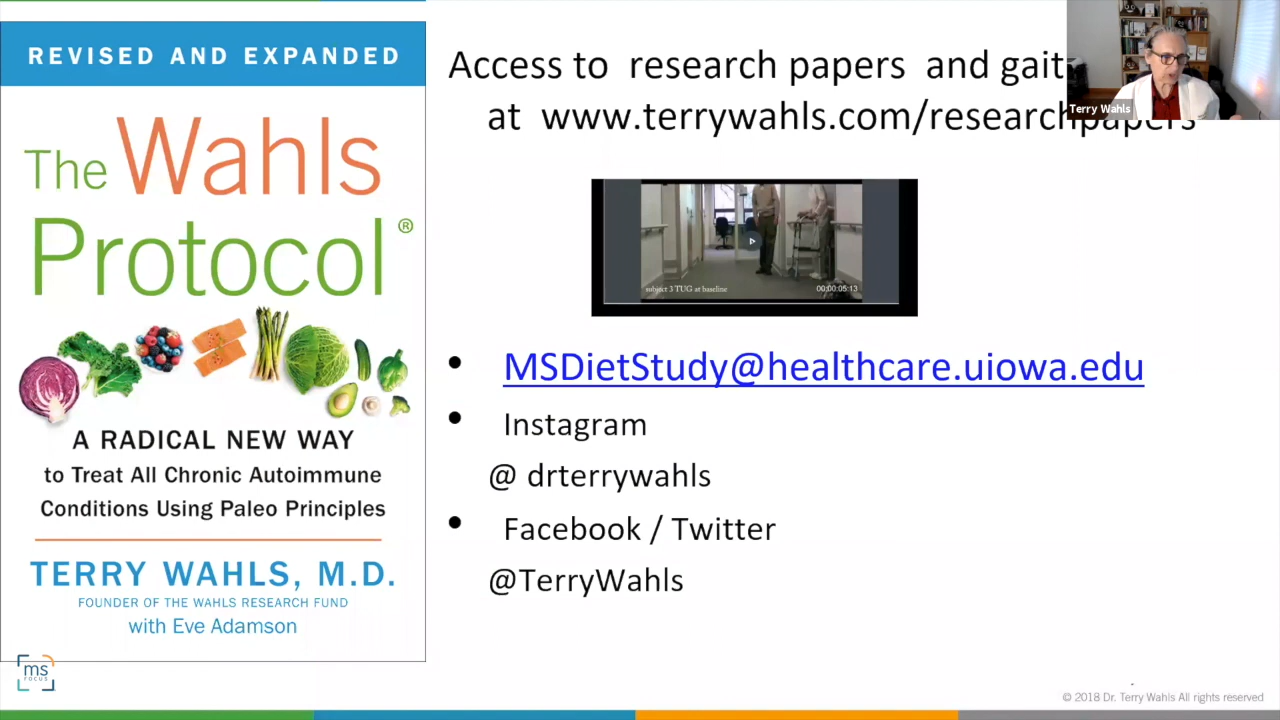 REVISED AND EXPANDED
The Wahls
Protocol®
A RADICAL NEW WAY
to Treat All Chronic Autoimmune
Conditions Using Paleo Principles
TERRY WAHLS, M.D.
FOUNDER OF THE WAHLS RESEARCH FUND
with Eve Adamson
ms
FOCUS
Access to research papers and gait
at www.terrywahls.com/researchpapers
Terry Wahls
subject 3 TUG at baseline
00:00:05:13
• MSDietStudy@healthcare.uiowa.edu
• Instagram
@ drterrywahls
• Facebook / Twitter
@TerryWahls
© 2018 Dr. Terry Wahls All rights reserved